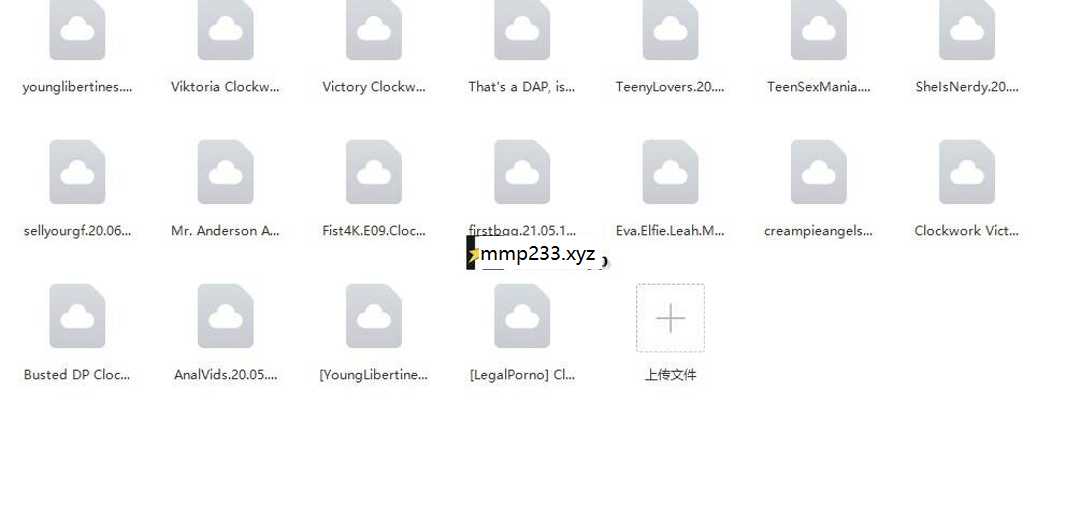 younglibertines.... Viktoria Clockw... Victory Clockw... That's a DAP, is... TeenyLovers.20.... TeenSexMania.... SheIsNerdy.20....
sellyourgf.20.06... Mr. Anderson A... Fist4K.E09.Cloc... firstbgg.21.05.1... Eva.Elfie.Leah.M... creampieangels... Clockwork Vict...
mmp233.xyz
Busted DP Cloc... AnalVids.20.05.... [YoungLibertine... [LegalPorno] Cl... 上传文件